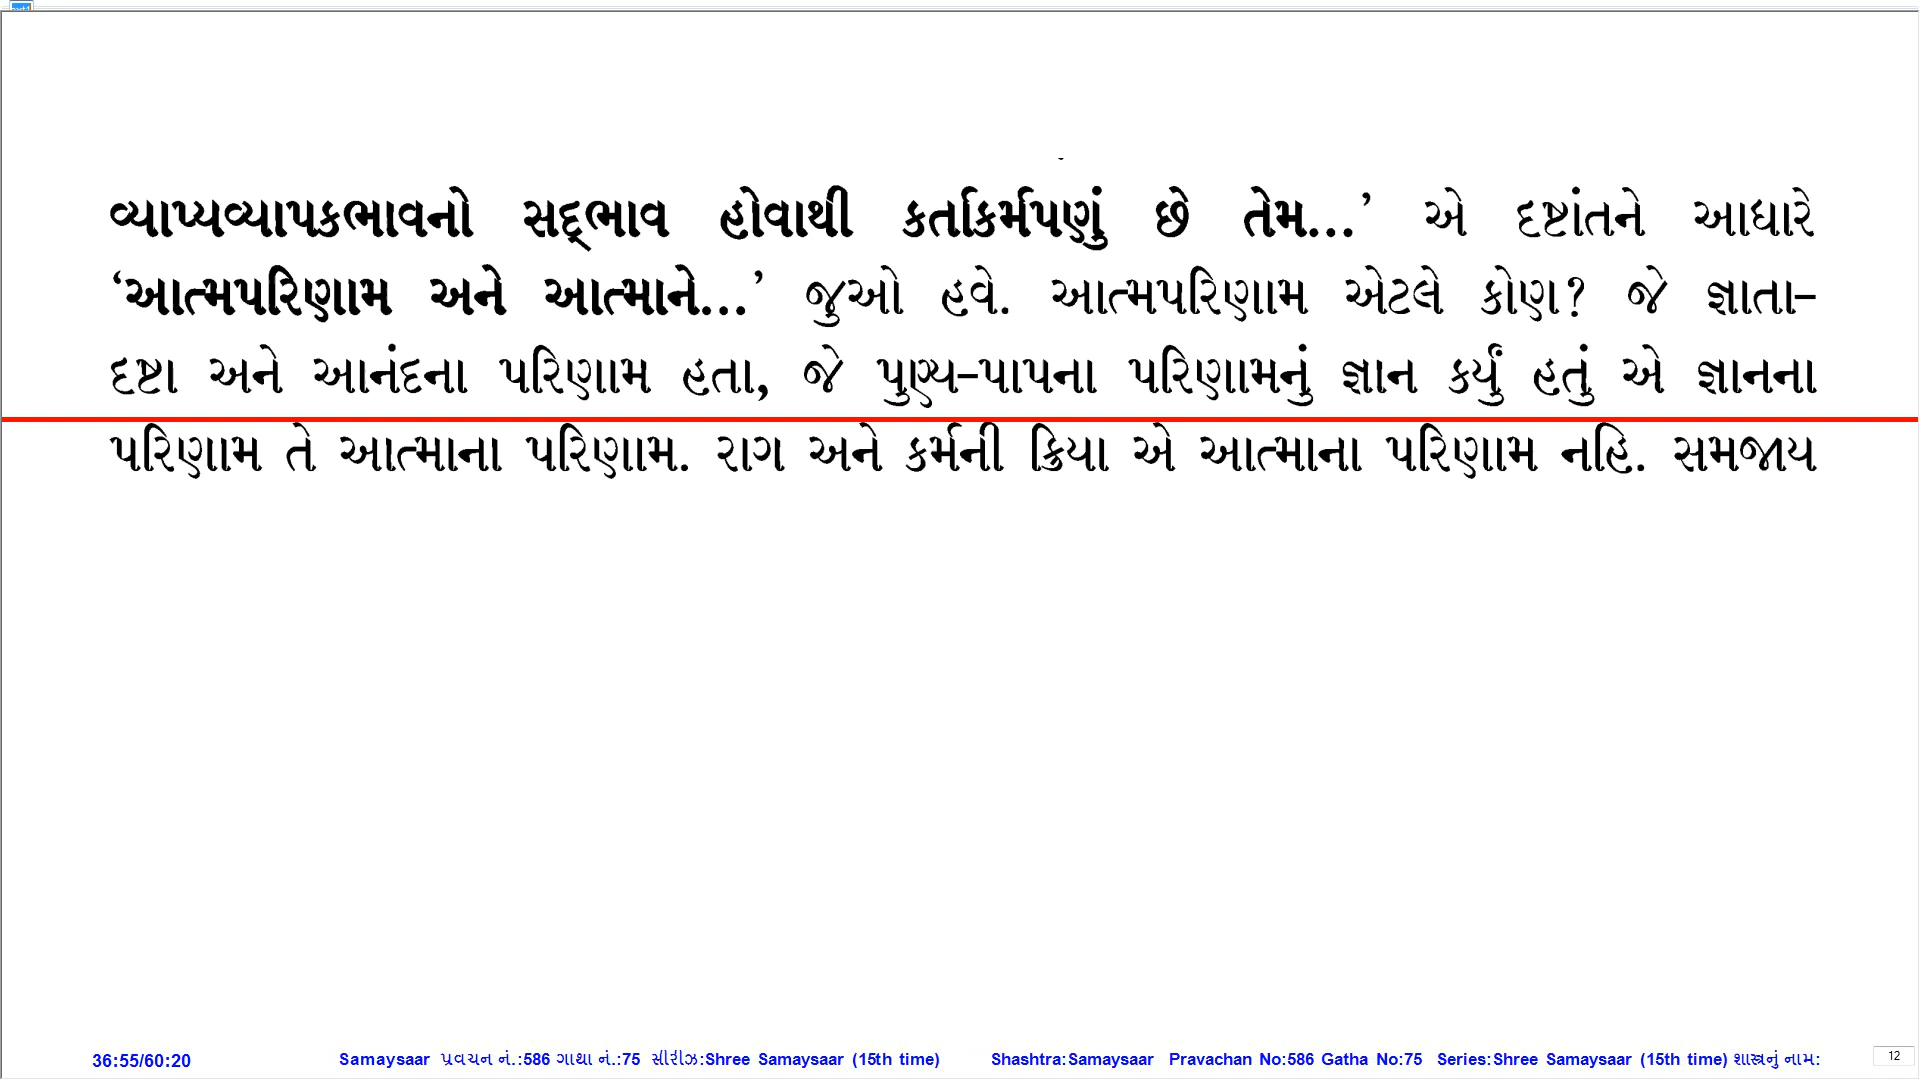 વ્યાપ્યવ્યાપકભાવનો સદ્ભાવ હોવાથી કર્તાકર્મપણું છે તેમ...’ એ દૃષ્ટાંતને આધારે
‘આત્મપરિણામ અને આત્માને...’ જુઓ હવે. આત્મપરિણામ એટલે કોણ? જે જ્ઞાતા-
દૃષ્ટા અને આનંદના પરિણામ હતા, જે પુણ્ય-પાપના પરિણામનું જ્ઞાન કર્યું હતું એ જ્ઞાનના
પરિણામ તે આત્માના પરિણામ. રાગ અને કર્મની ક્રિયા એ આત્માના પરિણામ નહિ. સમજાય
36:55/60:20 Samaysaar પ્રવચન નં.:586 ગાથા નં.:75 સીરીઝ:Shree Samaysaar (15th time) Shashtra:Samaysaar Pravachan No:586 Gatha No:75 Series:Shree Samaysaar (15th time) શાસ્ત્રનું નામ: 12